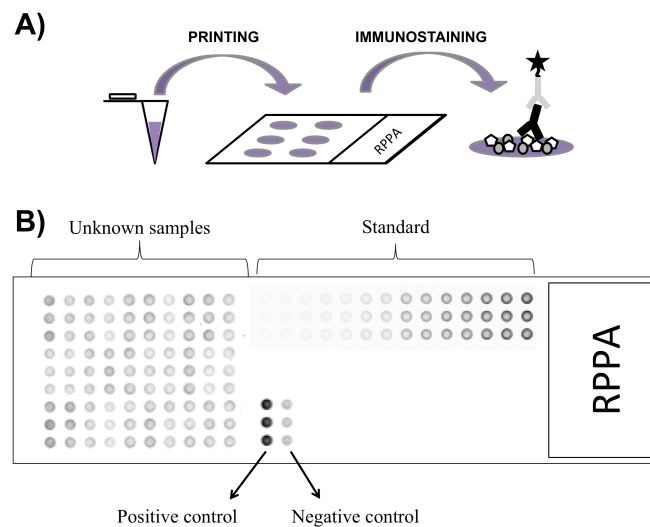 A)
PRINTING
IMMUNOSTAINING
RPPA
B)
Unknown samples
Standard
RPPA
Positive control
Negative control